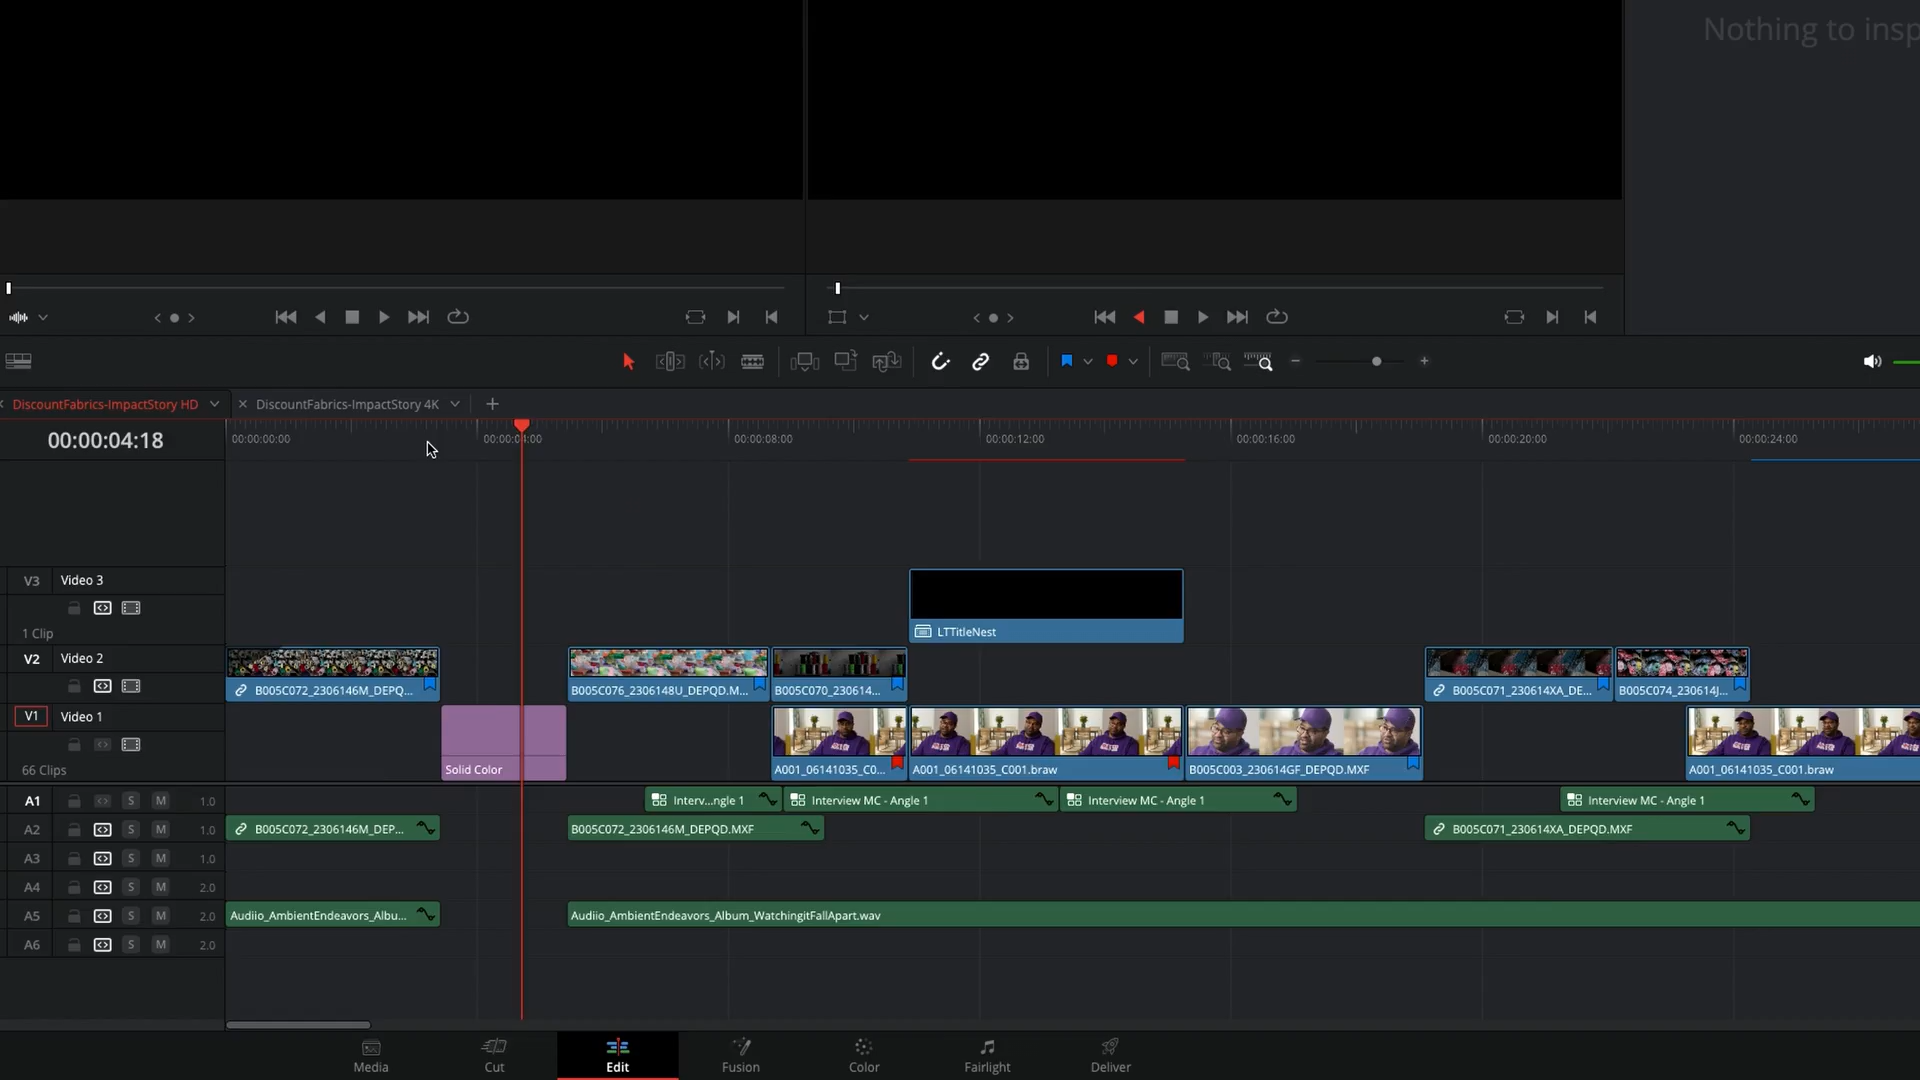 Nothing to insp
DiscountFabrics-ImpactStory HD
DiscountFabrics-ImpactStory 4K
00:00:04:18
00:00:00:00
00:00:04:00
00:00:08:00
00:00:12:00
00:00:16:00
00:00:20:00
00:00:24:00
V3 Video 3
1 Clip
LTTitleNest
V2 Video 2
B005C072_2306146M_DEPQ...
B005C076_2306148U_DEPQD.M...
B005C070_230614...
B005C071_230614XA_DE...
B005C074_230614J...
V1 Video 1
66 Clips
Solid Color
A001_06141035_C0...
A001_06141035_C001.braw
B005C003_230614GF_DEPQD.MXF
A001_06141035_C001.braw
A1 S M 1.0
Interv...ngle 1
Interview MC - Angle 1
Interview MC - Angle 1
Interview MC - Angle 1
A2 S M 1.0
B005C072_2306146M_DEP...
B005C072_2306146M_DEPQD.MXF
B005C071_230614XA_DEPQD.MXF
A3 S M 1.0
A4 S M 2.0
A5 S M 2.0
Audiio_AmbientEndeavors_Albu...
Audiio_AmbientEndeavors_Album_WatchingitFallApart.wav
A6 S M 2.0
Media
Cut
Edit
Fusion
Color
Fairlight
Deliver